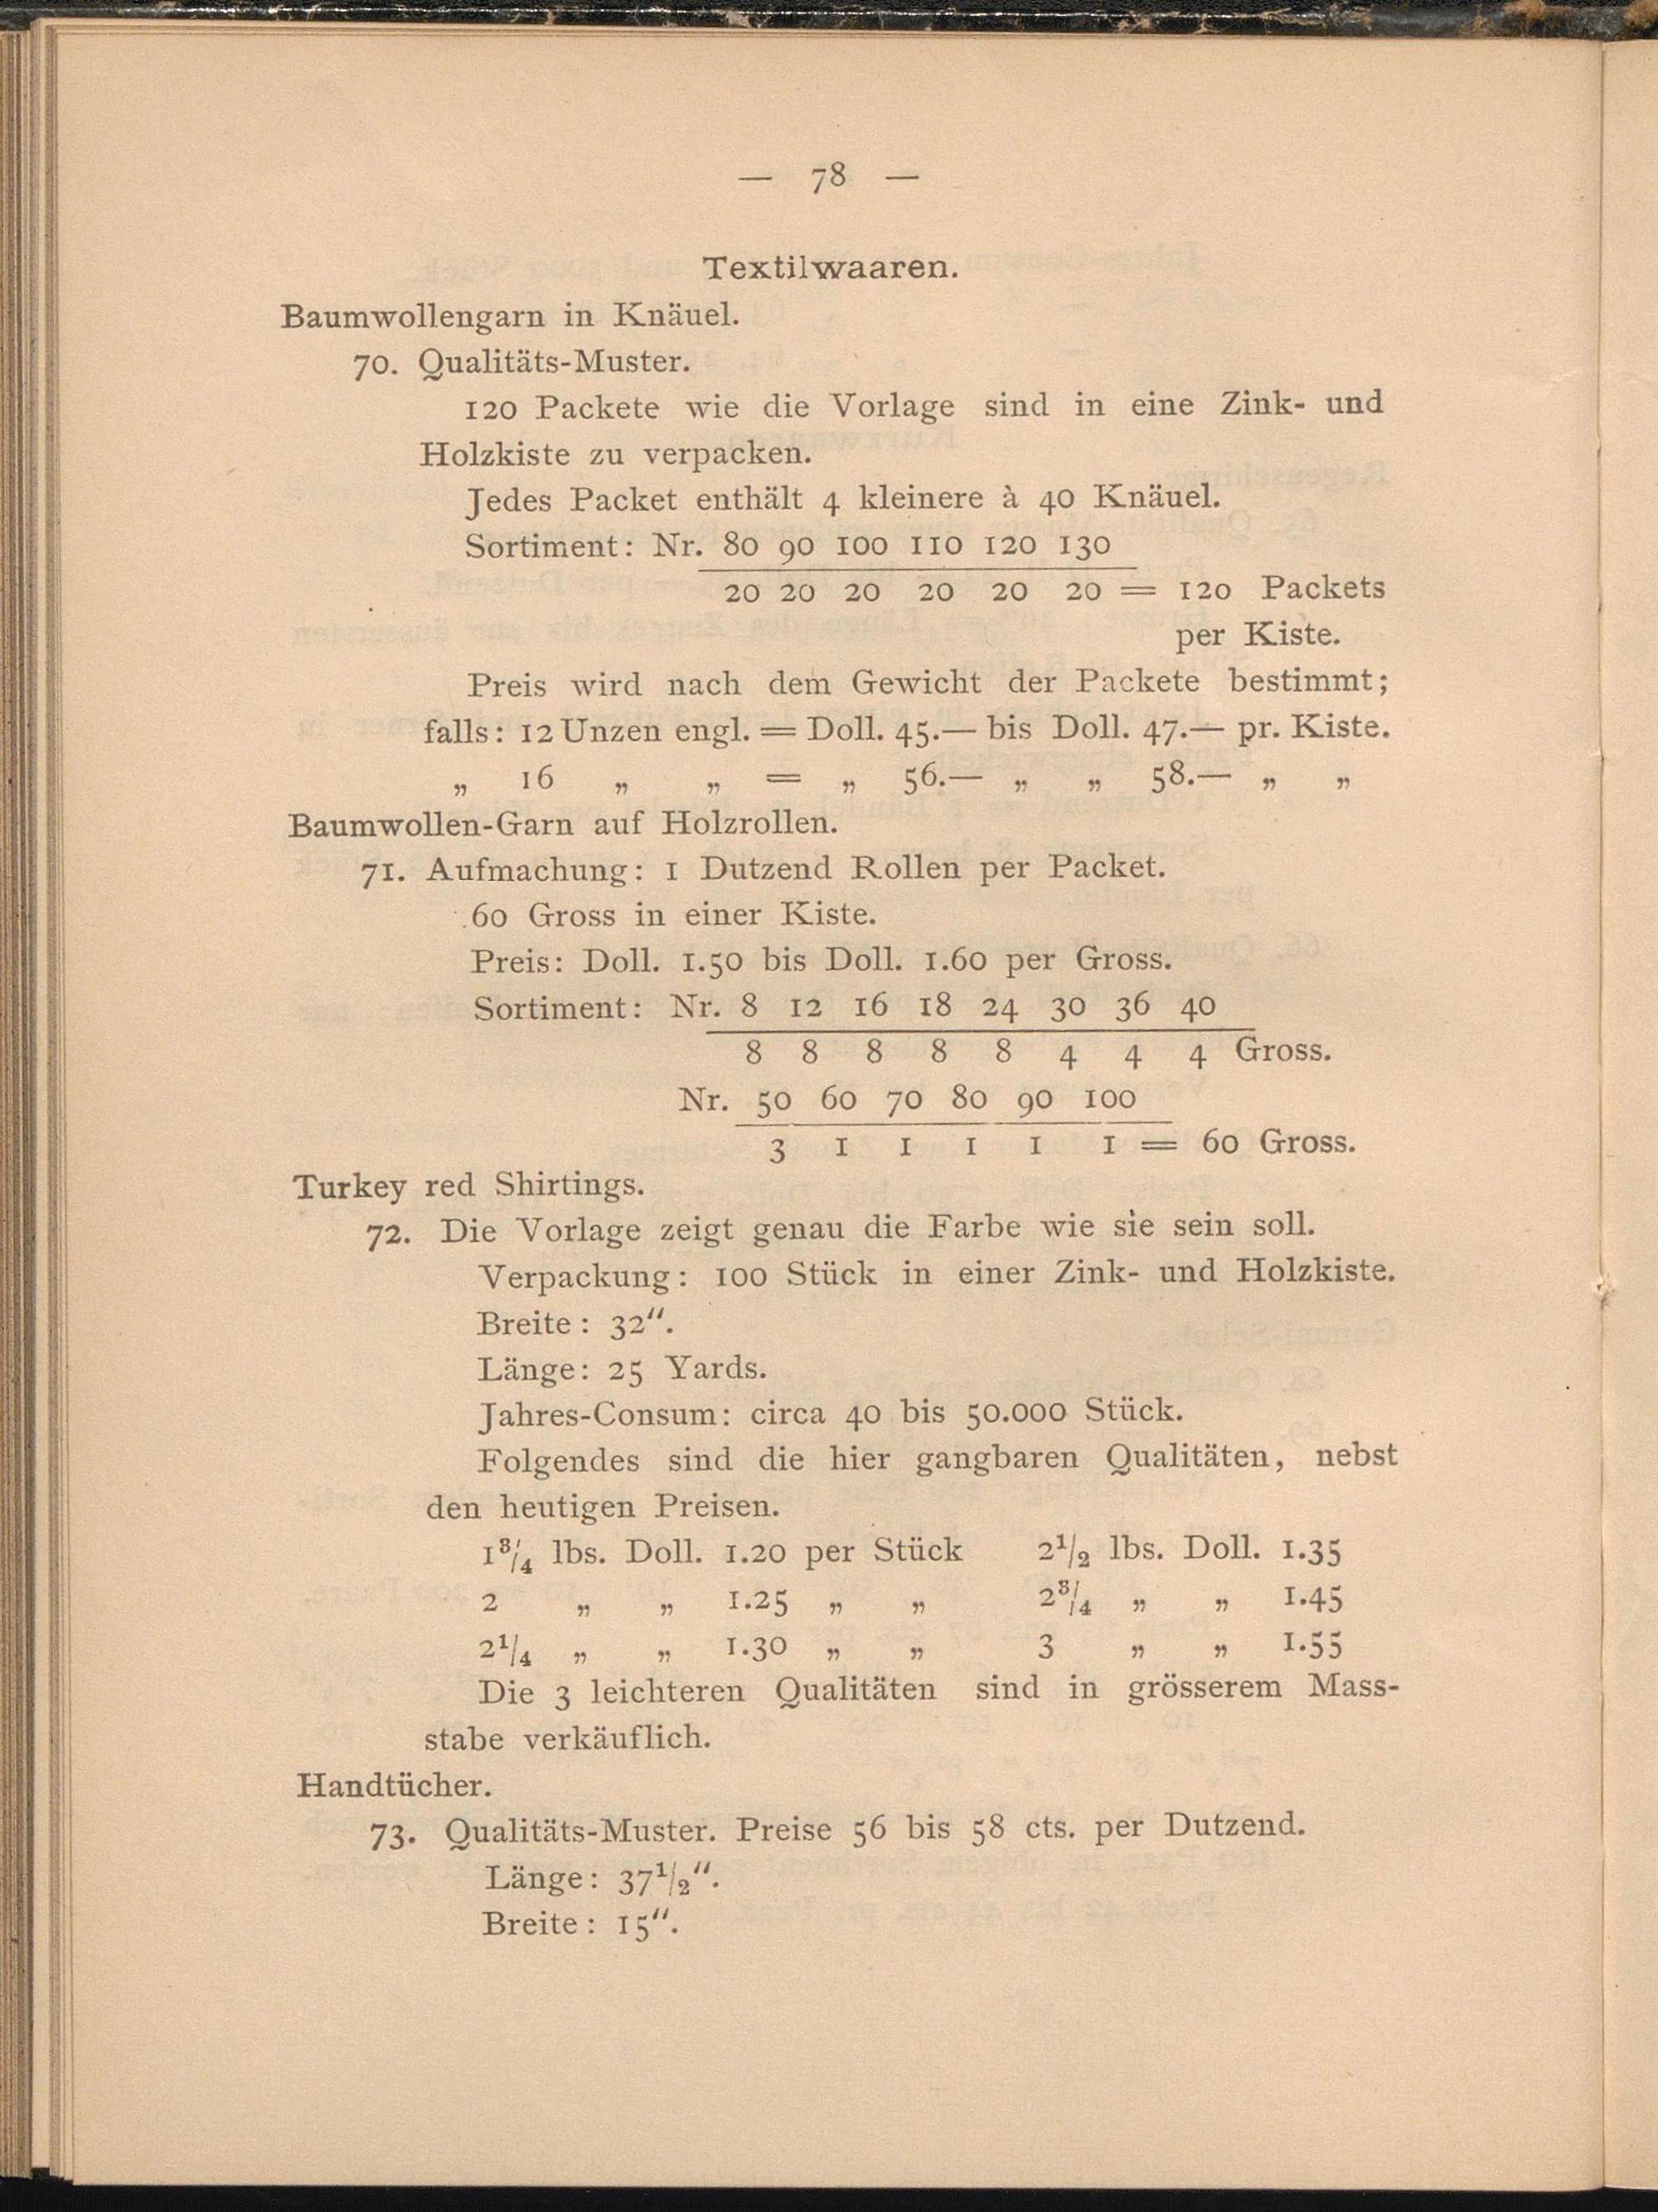 — 78 —
Textilwaaren.
Baumwollengarn in Knäuel.
70. Qualitäts-Muster.
120 Packete wie die Vorlage sind in eine Zink- und
Holzkiste zu verpacken.
Jedes Packet enthält 4 kleinere à 40 Knäuel.
Sortiment: Nr. 80 90 100 110 120 130
20 20 20 20 20 20 = 120 Packets
per Kiste.
Preis wird nach dem Gewicht der Packete bestimmt;
falls: 12 Unzen engl. = Doll. 45.— bis Doll. 47.— pr. Kiste.
„ 16 „ „ = „ 56.— „ „ 58.— „ „
Baumwollen-Garn auf Holzrollen.
71. Aufmachung: 1 Dutzend Rollen per Packet.
60 Gross in einer Kiste.
Preis: Doll. 1.50 bis Doll. 1.60 per Gross.
Sortiment: Nr. 8 12 16 18 24 30 36 40
8 8 8 8 8 4 4 4 Gross.
Nr. 50 60 70 80 90 100
3 1 1 1 1 1 = 60 Gross.
Turkey red Shirtings.
72. Die Vorlage zeigt genau die Farbe wie sie sein soll.
Verpackung: 100 Stück in einer Zink- und Holzkiste.
Breite: 32“.
Länge: 25 Yards.
Jahres-Consum: circa 40 bis 50.000 Stück.
Folgendes sind die hier gangbaren Qualitäten, nebst
den heutigen Preisen.
1³/₄ lbs. Doll. 1.20 per Stück 2¹/₂ lbs. Doll. 1.35
2 „ „ 1.25 „ „ 2³/₄ „ „ 1.45
2¹/₄ „ „ 1.30 „ „ 3 „ „ 1.55
Die 3 leichteren Qualitäten sind in grösserem Mass-
stabe verkäuflich.
Handtücher.
73. Qualitäts-Muster. Preise 56 bis 58 cts. per Dutzend.
Länge: 37¹/₂“.
Breite: 15“.